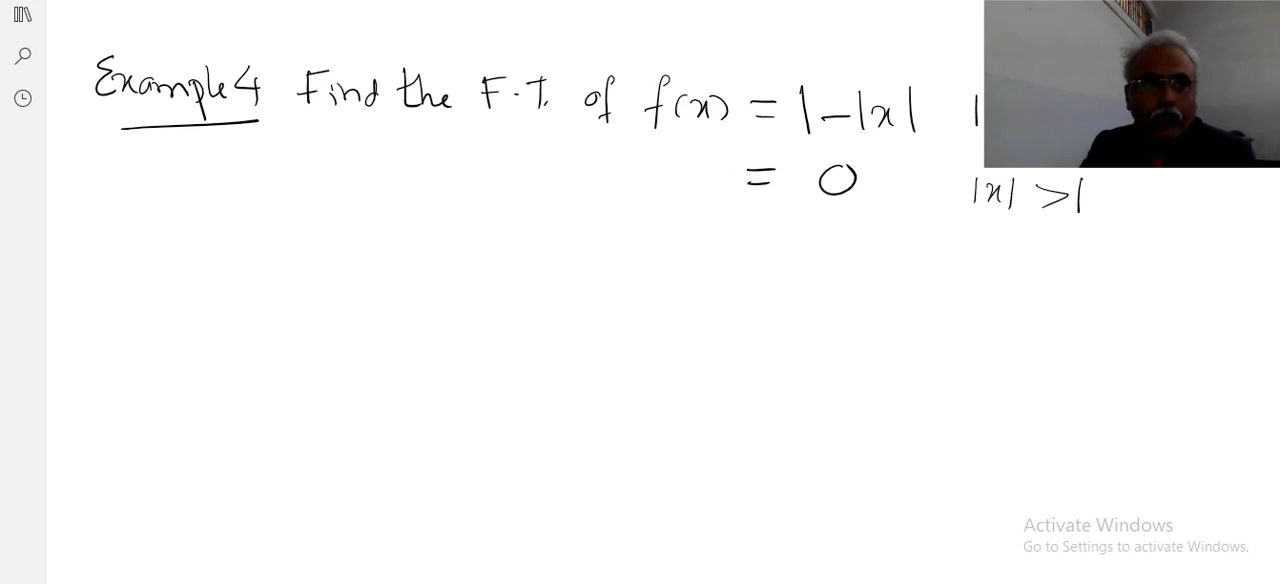 Example 4 Find the F.T. of f(x) = 1-|x| |
= 0 |x| >1
Activate Windows
Go to Settings to activate Windows.